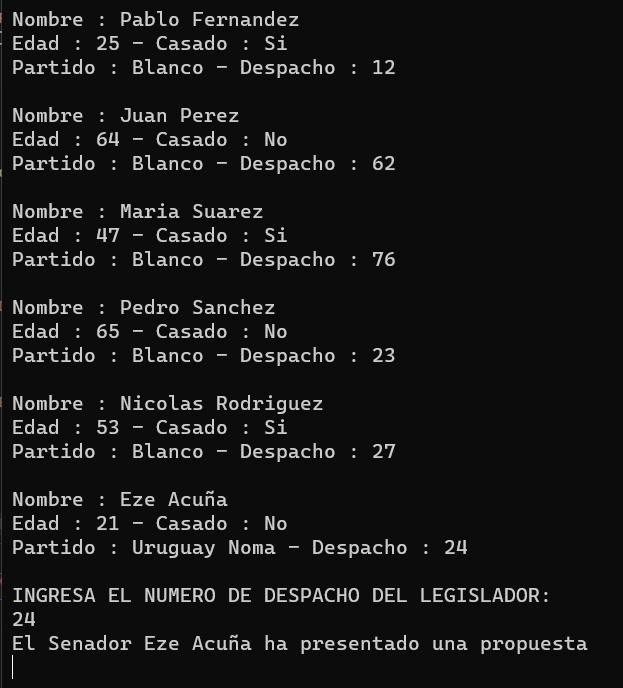 Nombre : Pablo Fernandez
Edad : 25 - Casado : Si
Partido : Blanco - Despacho : 12

Nombre : Juan Perez
Edad : 64 - Casado : No
Partido : Blanco - Despacho : 62

Nombre : Maria Suarez
Edad : 47 - Casado : Si
Partido : Blanco - Despacho : 76

Nombre : Pedro Sanchez
Edad : 65 - Casado : No
Partido : Blanco - Despacho : 23

Nombre : Nicolas Rodriguez
Edad : 53 - Casado : Si
Partido : Blanco - Despacho : 27

Nombre : Eze Acuña
Edad : 21 - Casado : No
Partido : Uruguay Noma - Despacho : 24

INGRESA EL NUMERO DE DESPACHO DEL LEGISLADOR:
24
El Senador Eze Acuña ha presentado una propuesta